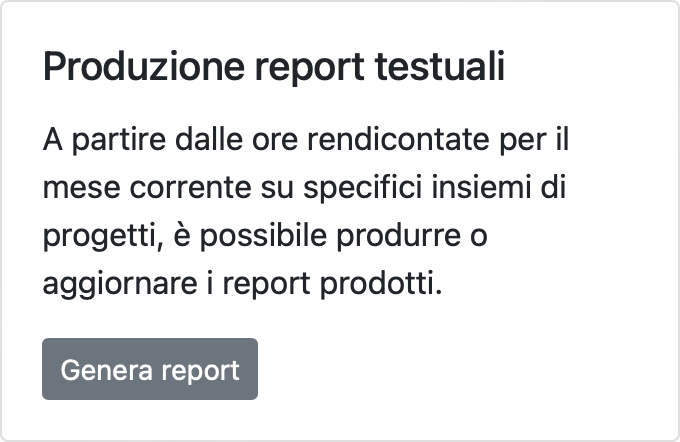 Produzione report testuali
A partire dalle ore rendicontate per il
mese corrente su specifici insiemi di
progetti, è possibile produrre o
aggiornare i report prodotti.
Genera report